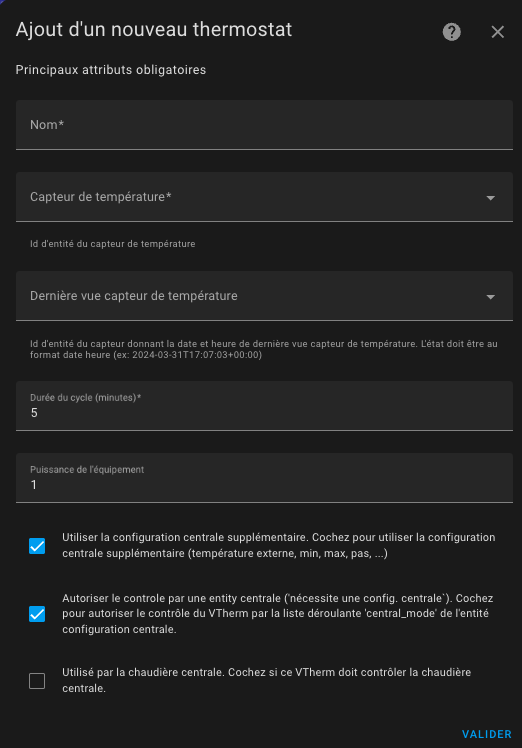 Ajout d'un nouveau thermostat
Principaux attributs obligatoires
Nom*
Capteur de température*
Id d'entité du capteur de température
Dernière vue capteur de température
Id d'entité du capteur donnant la date et heure de dernière vue capteur de température. L'état doit être au
format date heure (ex: 2024-03-31T17:07:03+00:00)
Durée du cycle (minutes)*
5
Puissance de l'équipement
1
Utiliser la configuration centrale supplémentaire. Cochez pour utiliser la configuration
centrale supplémentaire (température externe, min, max, pas, ...)
Autoriser le controle par une entity centrale ('nécessite une config. centrale`). Cochez
pour autoriser le contrôle du VTherm par la liste déroulante 'central_mode' de l'entité
configuration centrale.
Utilisé par la chaudière centrale. Cochez si ce VTherm doit contrôler la chaudière
centrale.
VALIDER